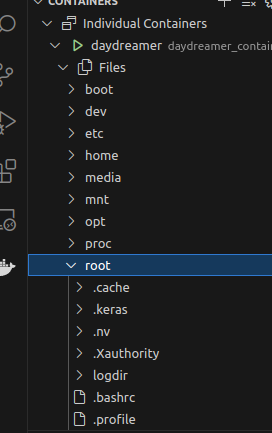 CONTAINERS
Individual Containers
daydreamer daydreamer_contai
Files
boot
dev
etc
home
media
mnt
opt
proc
root
.cache
.keras
.nv
.Xauthority
logdir
.bashrc
.profile